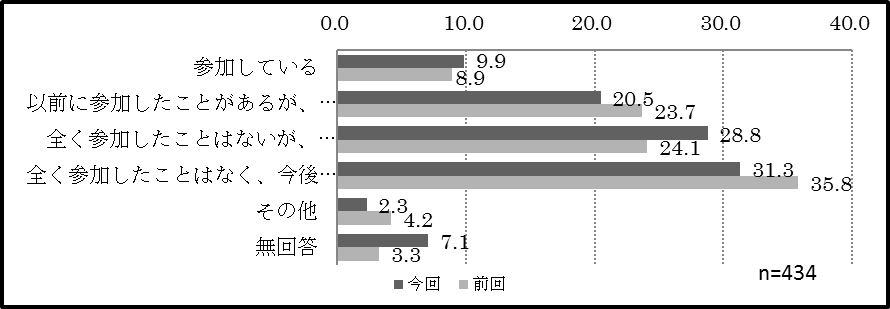 0.0 10.0 20.0 30.0 40.0
参加している 9.9
8.9
以前に参加したことがあるが、… 20.5
23.7
全く参加したことはないが、… 28.8
24.1
全く参加したことはなく、今後… 31.3
35.8
その他 2.3
4.2
無回答 7.1
3.3
n=434
今回 前回